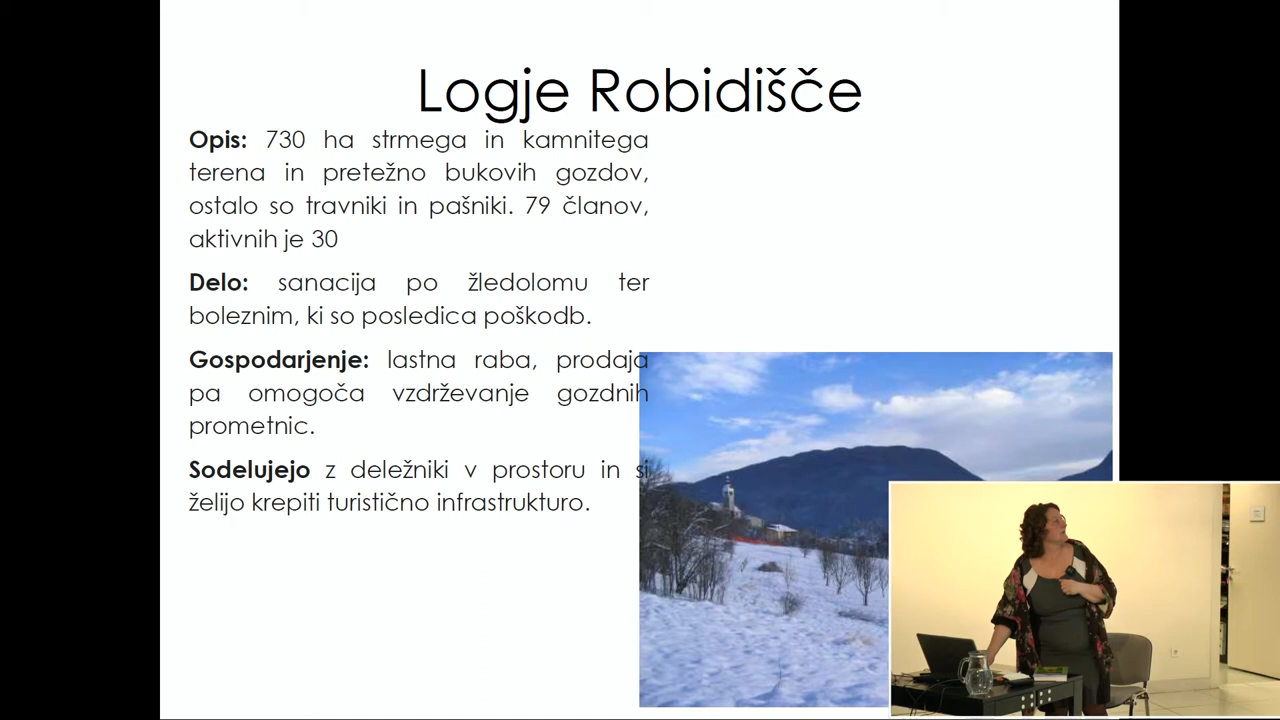 Logje Robidišče
Opis: 730 ha strmega in kamnitega
terena in pretežno bukovih gozdov,
ostalo so travniki in pašniki. 79 članov,
aktivnih je 30
Delo: sanacija po žledolomu ter
boleznim, ki so posledica poškodb.
Gospodarjenje: lastna raba, prodaja
pa omogoča vzdrževanje gozdnih
prometnic.
Sodelujejo z deležniki v prostoru in si
želijo krepiti turistično infrastrukturo.